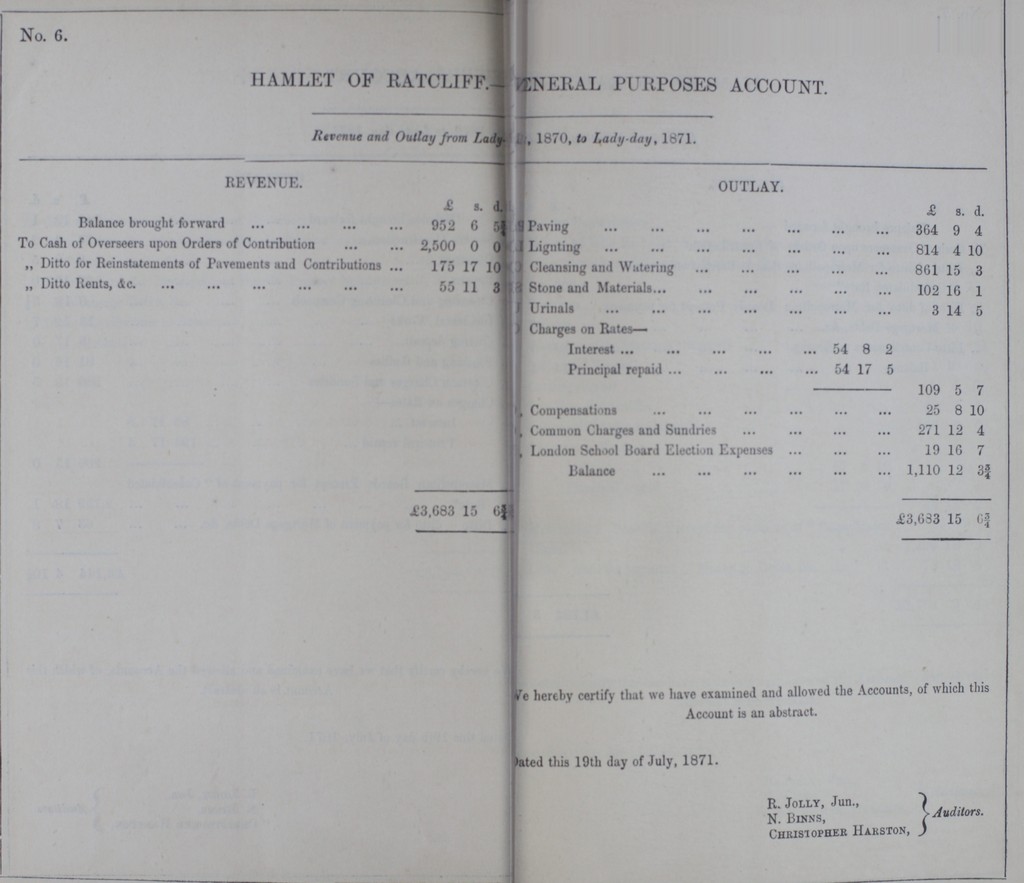 No. 6.
HAMLET OF RATCLIFF.— ENERAL PURPOSES ACCOUNT.
Revenue and Outlay from Lady- , 1870, to Lady-day, 1871.
REVENUE.
£ s. d.
Balance brought forward ... ... ... ... 952 6 5¾
To Cash of Overseers upon Orders of Contribution ... ... 2,500 0 0
„ Ditto for Reinstatements of Pavements and Contributions ... 175 17 10
„ Ditto Rents, &c. ... ... ... ... ... ... 55 11 3
£3,683 15 6¾
OUTLAY.
£ s. d.
Paving ... ... ... ... ... ... ... 364 9 4
Lighting ... ... ... ... ... ... ... 814 4 10
Cleansing and Watering ... ... ... ... ... 861 15 3
Stone and Materials... ... ... ... ... ... 102 16 1
Urinals ... ... ... ... ... ... ... 3 14 5
Charges on Rates—
Interest ... ... ... ... ... 54 8 2
Principal repaid ... ... ... ... 54 17 5
109 5 7
Compensations ... ... ... ... ... ... 25 8 10
Common Charges and Sundries ... ... ... ... 271 12 4
London School Board Election Expenses ... ... ... 19 16 7
Balance ... ... ... ... ... ... 1,110 12 3¾
£3,683 15 6¾
We hereby certify that we have examined and allowed the Accounts, of which this
Account is an abstract.
Dated this 19th day of July, 1871.
R. JOLLY, Jun.,
N. BINNS,
CHRISTOPHER HARSTON,
} Auditors.